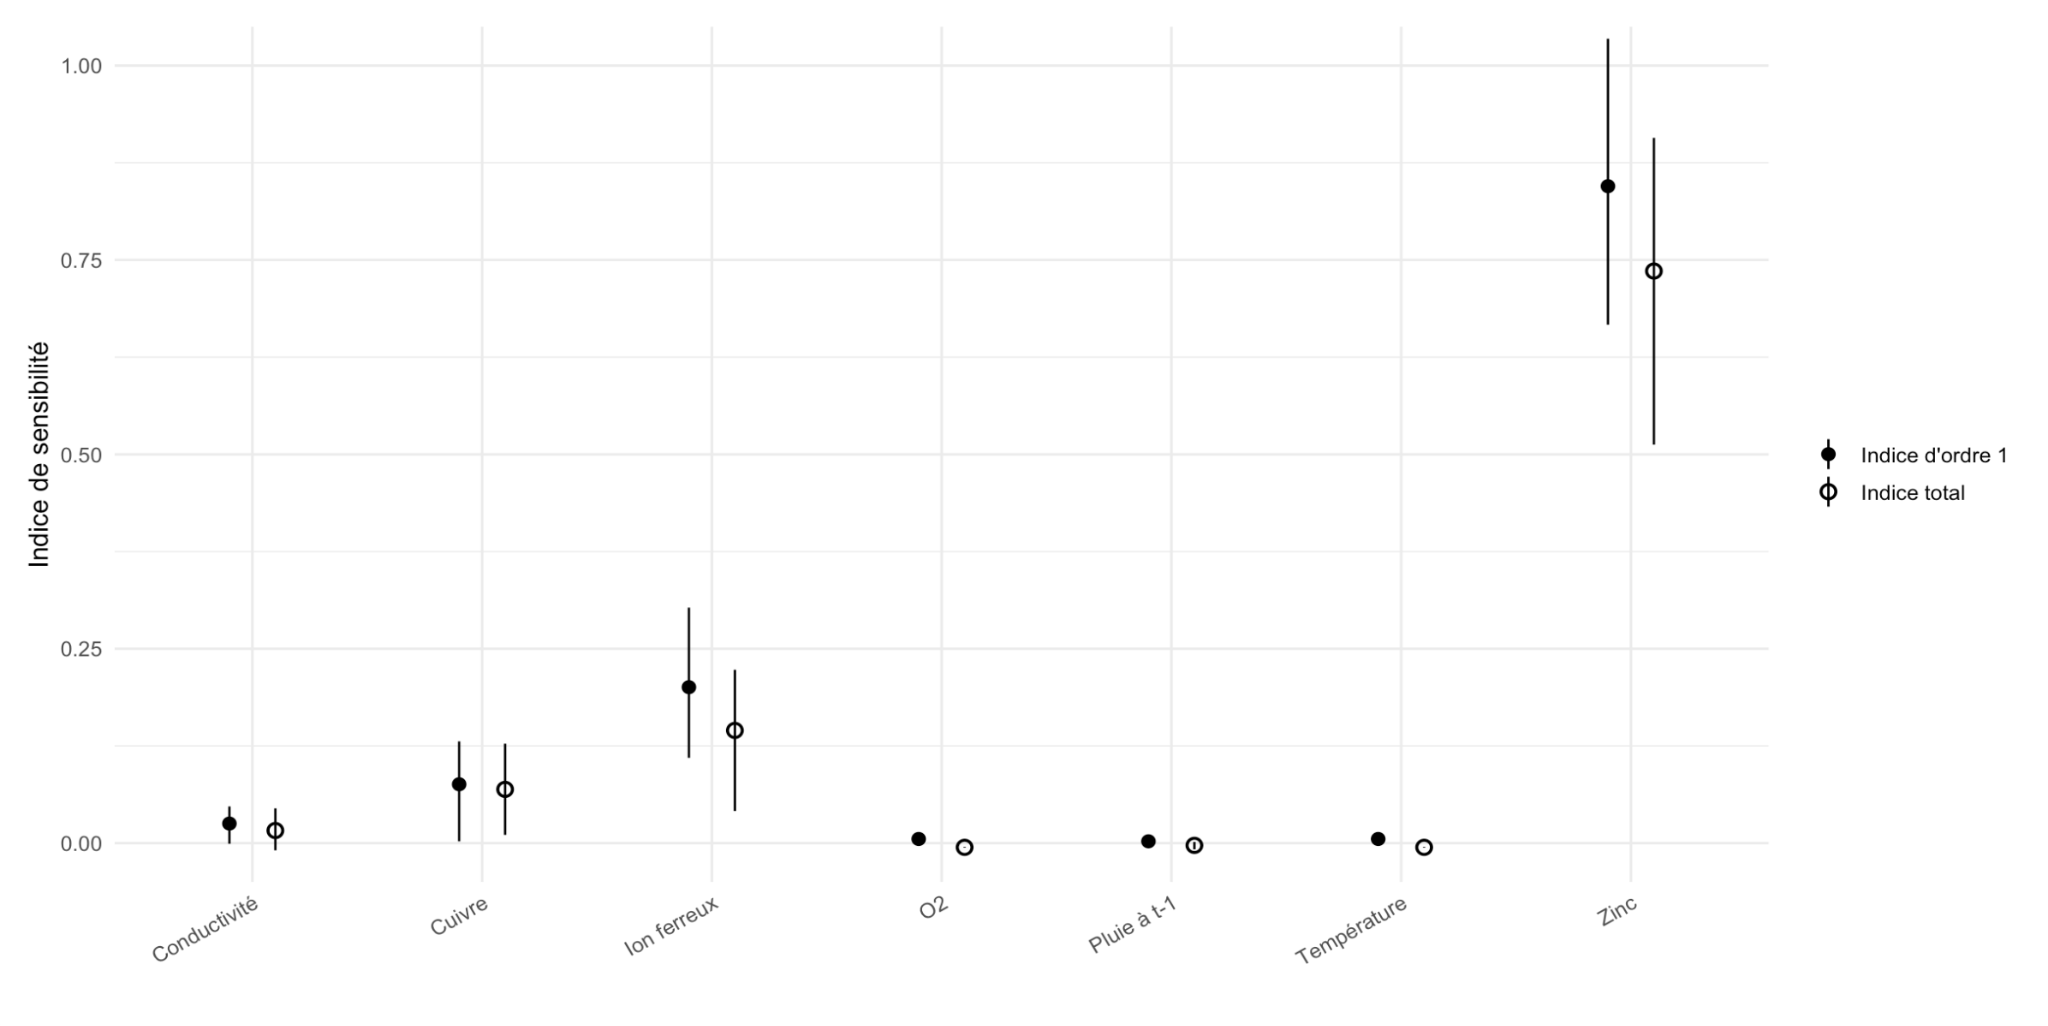 Indice de sensibilité
1.00
0.75
0.50
0.25
0.00
Conductivité
Cuivre
Ion ferreux
O2
Pluie à t-1
Température
Zinc
Indice d'ordre 1
Indice total